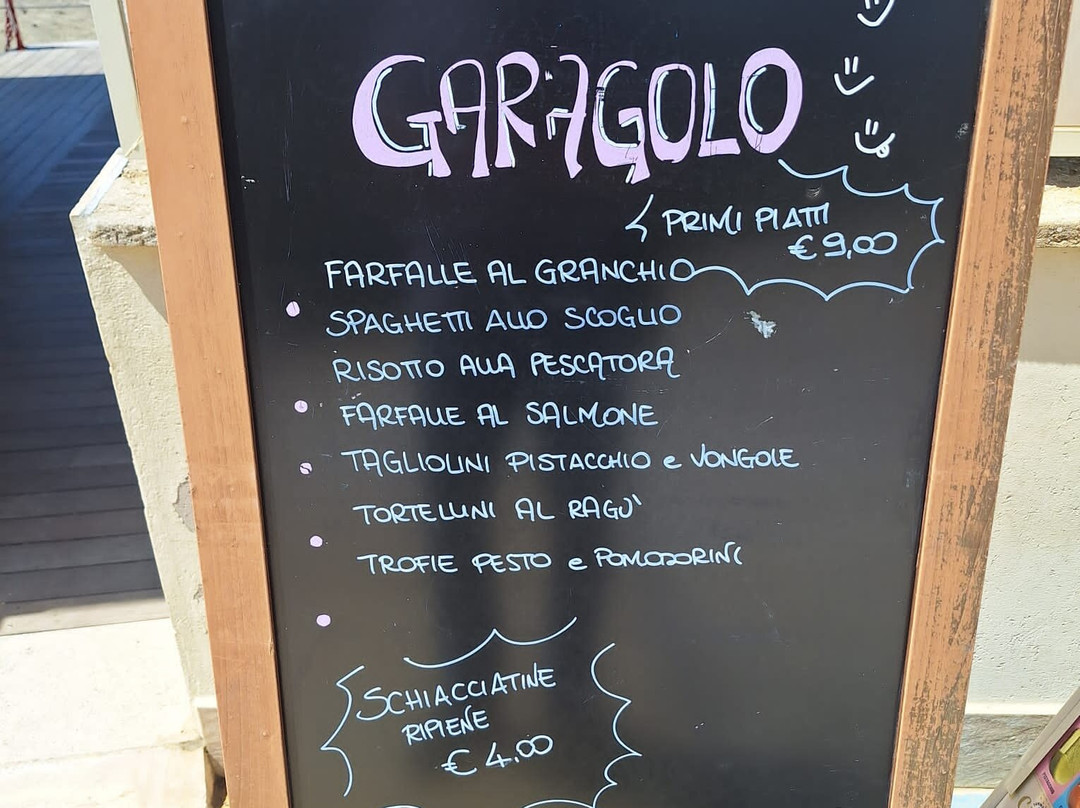 GARAGOLO
PRIMI PIATTI
€ 9,00
FARFALLE AL GRANCHIO
SPAGHETTI ALLO SCOGLIO
RISOTTO ALLA PESCATORA
FARFALLE AL SALMONE
TAGLIOLINI PISTACCHIO e VONGOLE
TORTELLINI AL RAGU'
TROFIE PESTO e POMODORINI
SCHIACCIATINE
RIPIENE
€ 4.00